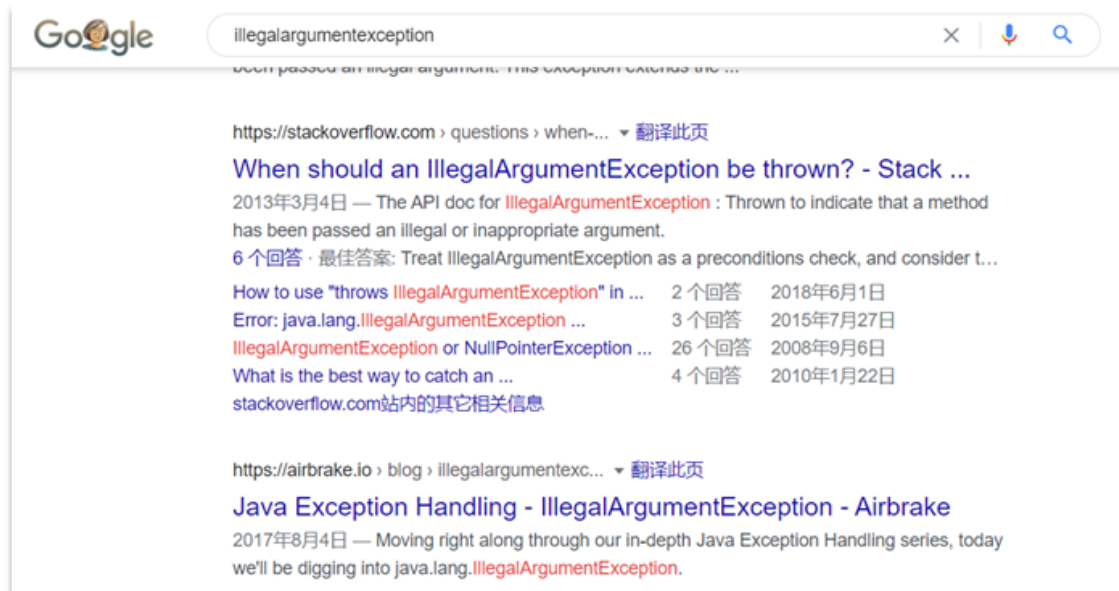 Google
illegalargumentexception
been passed an illegal argument. This exception extends the ...
https://stackoverflow.com › questions › when-... 翻译此页
When should an IllegalArgumentException be thrown? - Stack ...
2013年3月4日 — The API doc for IllegalArgumentException : Thrown to indicate that a method
has been passed an illegal or inappropriate argument.
6 个回答 · 最佳答案: Treat IllegalArgumentException as a preconditions check, and consider t...
How to use "throws IllegalArgumentException" in ... 2 个回答 2018年6月1日
Error: java.lang.IllegalArgumentException ... 3 个回答 2015年7月27日
IllegalArgumentException or NullPointerException ... 26 个回答 2008年9月6日
What is the best way to catch an ... 4 个回答 2010年1月22日
stackoverflow.com站内的其它相关信息
https://airbrake.io › blog › illegalargumentexc... 翻译此页
Java Exception Handling - IllegalArgumentException - Airbrake
2017年8月4日 — Moving right along through our in-depth Java Exception Handling series, today
we'll be digging into java.lang.IllegalArgumentException.